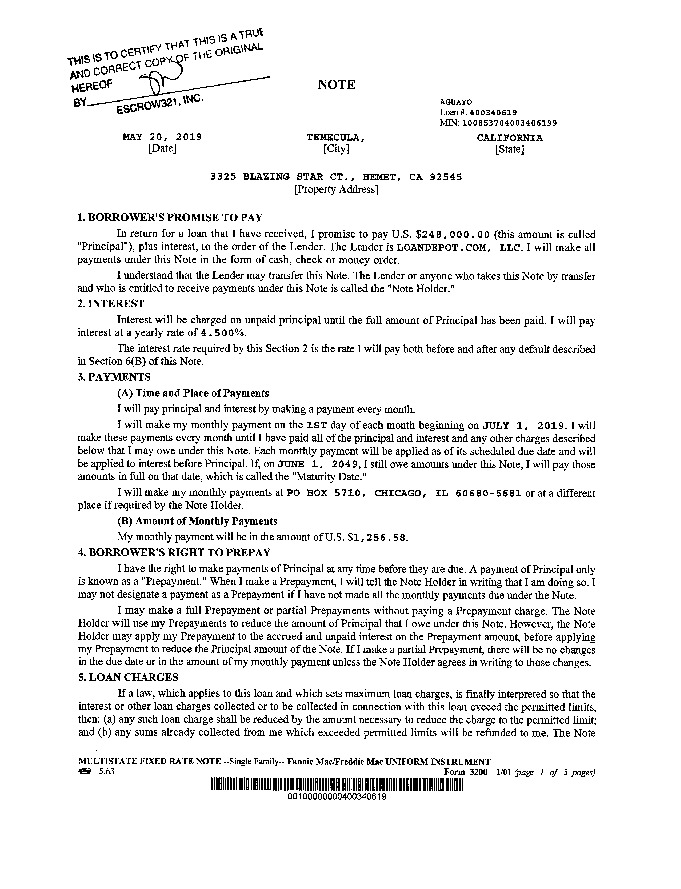 THIS IS TO CERTIFY THAT THIS IS A TRUE
AND CORRECT COPY OF THE ORIGINAL
HEREOF
BY
ESCROW321, INC.
NOTE
AGUAYO
Loan #: 400340619
MIN: 100853704003406199
MAY 20, 2019 TEMECULA, CALIFORNIA
[Date] [City] [State]
3325 BLAZING STAR CT., HEMET, CA 92545
[Property Address]
1. BORROWER'S PROMISE TO PAY
In return for a loan that I have received, I promise to pay U.S. $248,000.00 (this amount is called
"Principal"), plus interest, to the order of the Lender. The Lender is LOANDEPOT.COM, LLC. I will make all
payments under this Note in the form of cash, check or money order.
I understand that the Lender may transfer this Note. The Lender or anyone who takes this Note by transfer
and who is entitled to receive payments under this Note is called the "Note Holder."
2. INTEREST
Interest will be charged on unpaid principal until the full amount of Principal has been paid. I will pay
interest at a yearly rate of 4.500%.
The interest rate required by this Section 2 is the rate I will pay both before and after any default described
in Section 6(B) of this Note.
3. PAYMENTS
(A) Time and Place of Payments
I will pay principal and interest by making a payment every month.
I will make my monthly payment on the 1ST day of each month beginning on JULY 1, 2019. I will
make these payments every month until I have paid all of the principal and interest and any other charges described
below that I may owe under this Note. Each monthly payment will be applied as of its scheduled due date and will
be applied to interest before Principal. If, on JUNE 1, 2049, I still owe amounts under this Note, I will pay those
amounts in full on that date, which is called the "Maturity Date."
I will make my monthly payments at PO BOX 5710, CHICAGO, IL 60680-5681 or at a different
place if required by the Note Holder.
(B) Amount of Monthly Payments
My monthly payment will be in the amount of U.S. $1,256.58.
4. BORROWER'S RIGHT TO PREPAY
I have the right to make payments of Principal at any time before they are due. A payment of Principal only
is known as a "Prepayment." When I make a Prepayment, I will tell the Note Holder in writing that I am doing so. I
may not designate a payment as a Prepayment if I have not made all the monthly payments due under the Note.
I may make a full Prepayment or partial Prepayments without paying a Prepayment charge. The Note
Holder will use my Prepayments to reduce the amount of Principal that I owe under this Note. However, the Note
Holder may apply my Prepayment to the accrued and unpaid interest on the Prepayment amount, before applying
my Prepayment to reduce the Principal amount of the Note. If I make a partial Prepayment, there will be no changes
in the due date or in the amount of my monthly payment unless the Note Holder agrees in writing to those changes.
5. LOAN CHARGES
If a law, which applies to this loan and which sets maximum loan charges, is finally interpreted so that the
interest or other loan charges collected or to be collected in connection with this loan exceed the permitted limits,
then: (a) any such loan charge shall be reduced by the amount necessary to reduce the charge to the permitted limit;
and (b) any sums already collected from me which exceeded permitted limits will be refunded to me. The Note
MULTISTATE FIXED RATE NOTE--Single Family--Fannie Mae/Freddie Mac UNIFORM INSTRUMENT
5.63 Form 3200 1/01 (page 1 of 3 pages)
00100000000400340619